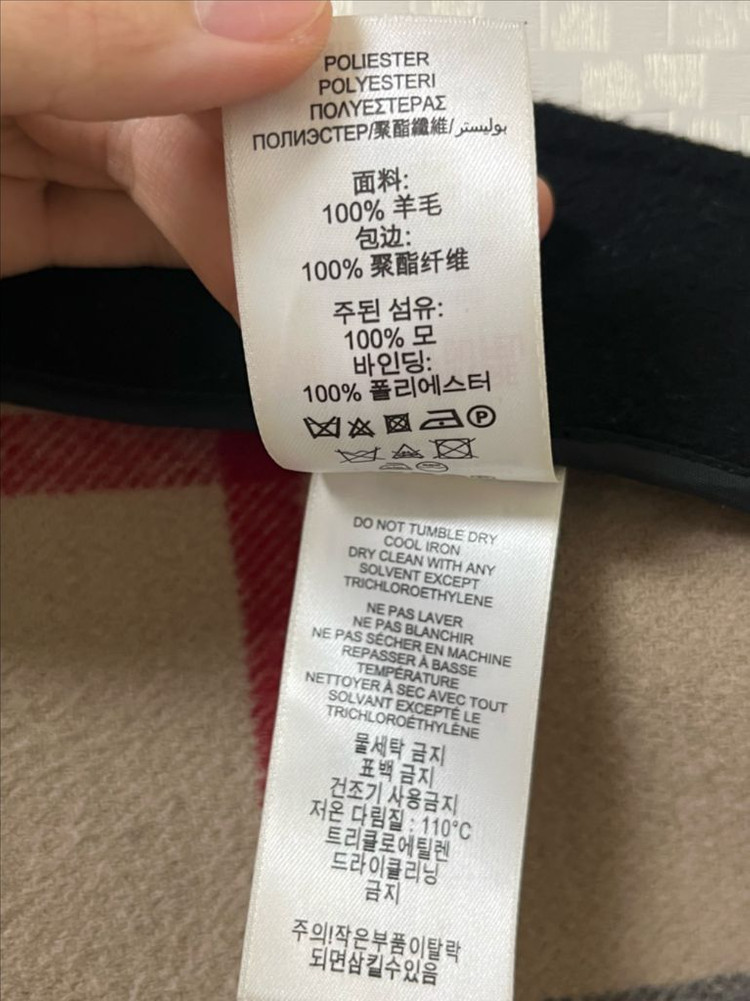 POLIESTER
POLYESTERI
ΠΟΛΥΕΣΤΕΡΑΣ
ПОЛИЭСТЕР/聚酯纖維/بوليستر
面料:
100% 羊毛
包边:
100% 聚酯纤维
주된 섬유:
100% 모
바인딩:
100% 폴리에스터
P
DO NOT TUMBLE DRY
COOL IRON
DRY CLEAN WITH ANY
SOLVENT EXCEPT
TRICHLOROETHYLENE
NE PAS LAVER
NE PAS BLANCHIR
NE PAS SÉCHER EN MACHINE
REPASSER À BASSE
TEMPÉRATURE
NETTOYER À SEC AVEC TOUT
SOLVANT EXCEPTÉ LE
TRICHLOROÉTHYLÈNE
물세탁 금지
표백 금지
건조기 사용금지
저온 다림질 : 110°C
트리클로에틸렌
드라이클리닝
금지
주의!작은부품이탈락
되면삼킬수있음